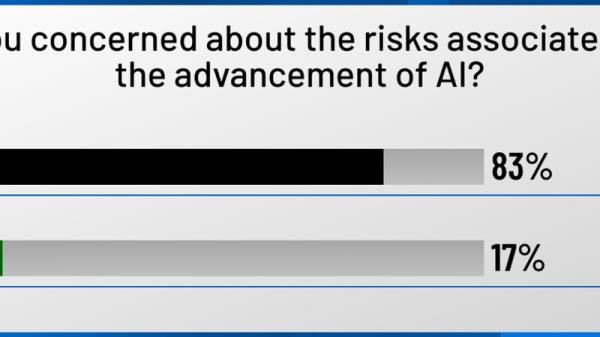 ou concerned about the risks associate
the advancement of AI?
83%
17%